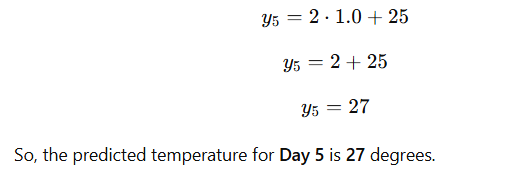 y₅ = 2 · 1.0 + 25
y₅ = 2 + 25
y₅ = 27
So, the predicted temperature for Day 5 is 27 degrees.